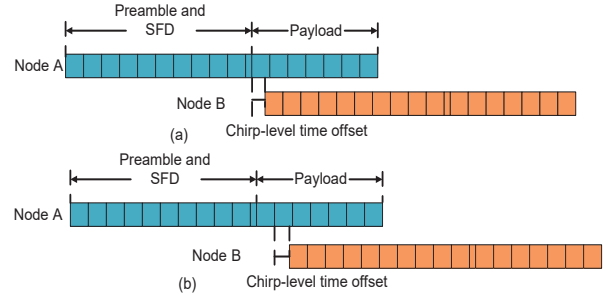 Preamble and
SFD
Payload
Node A
Node B
Chirp-level time offset
(a)
Preamble and
SFD
Payload
Node A
Node B
Chirp-level time offset
(b)